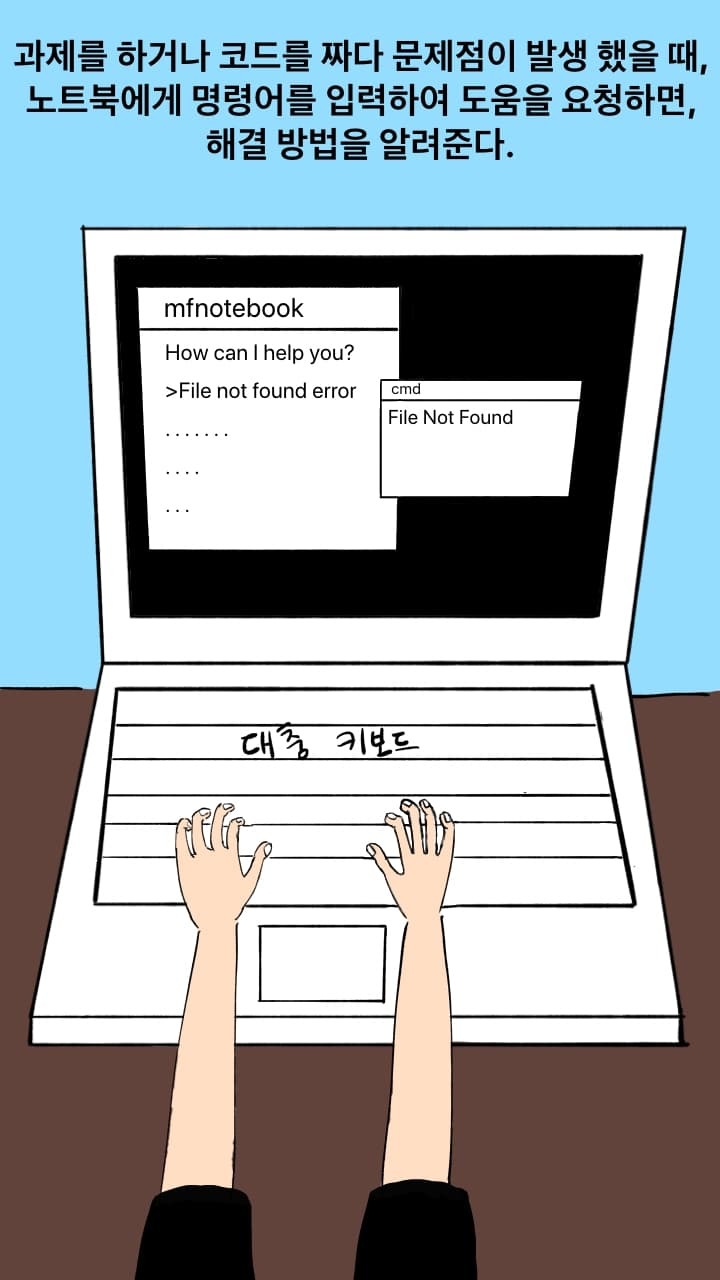 과제를 하거나 코드를 짜다 문제점이 발생 했을 때,
노트북에게 명령어를 입력하여 도움을 요청하면,
해결 방법을 알려준다.
mfnotebook
How can I help you?
>File not found error
. . . . . . .
. . . .
. . .
cmd
File Not Found
대충 키보드